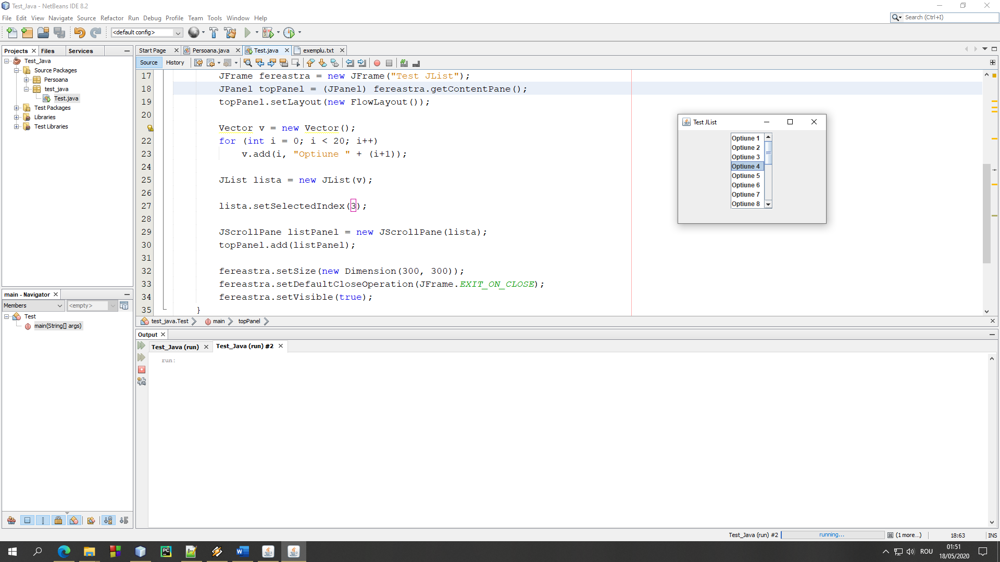 Test_Java - NetBeans IDE 8.2
File Edit View Navigate Source Refactor Run Debug Profile Team Tools Window Help
Search (Ctrl+I)
<default config>
Projects Files Services
Test_Java
Source Packages
Persoana
test_java
Test.java
Test Packages
Libraries
Test Libraries
Start Page Persoana.java Test.java exemplu.txt
Source History
17 JFrame fereastra = new JFrame("Test JList");
18 JPanel topPanel = (JPanel) fereastra.getContentPane();
19 topPanel.setLayout(new FlowLayout());
20
Vector v = new Vector();
22 for (int i = 0; i < 20; i++)
23 v.add(i, "Optiune " + (i+1));
24
25 JList lista = new JList(v);
26
27 lista.setSelectedIndex(3);
28
29 JScrollPane listPanel = new JScrollPane(lista);
30 topPanel.add(listPanel);
31
32 fereastra.setSize(new Dimension(300, 300));
33 fereastra.setDefaultCloseOperation(JFrame.EXIT_ON_CLOSE);
34 fereastra.setVisible(true);
35 }
Test JList
Optiune 1
Optiune 2
Optiune 3
Optiune 4
Optiune 5
Optiune 6
Optiune 7
Optiune 8
test_java.Test main topPanel
main - Navigator
Members <empty>
Test
main(String[] args)
Output
Test_Java (run) Test_Java (run) #2
run:
Test_Java (run) #2 running... (1 more...) 18:63 INS
ROU
01:51
18/05/2020